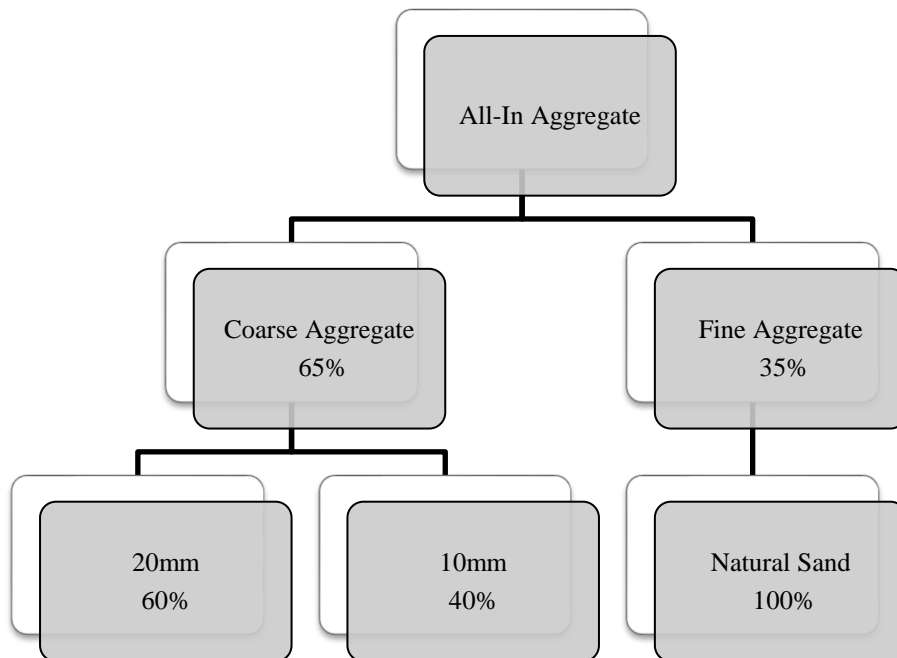 All-In Aggregate
Coarse Aggregate
65%
Fine Aggregate
35%
20mm
60%
10mm
40%
Natural Sand
100%